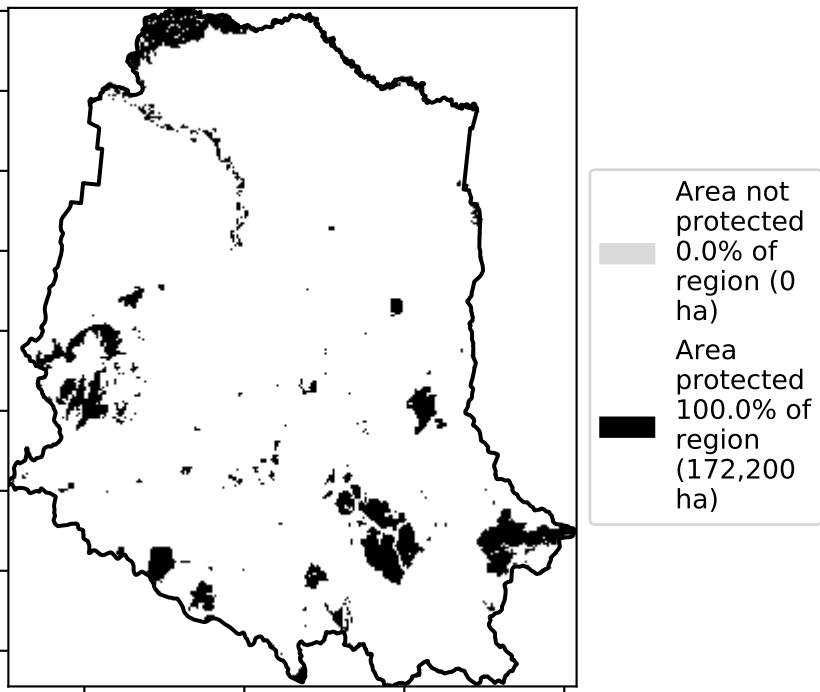 Area not
protected
0.0% of
region (0
ha)
Area
protected
100.0% of
region
(172,200
ha)